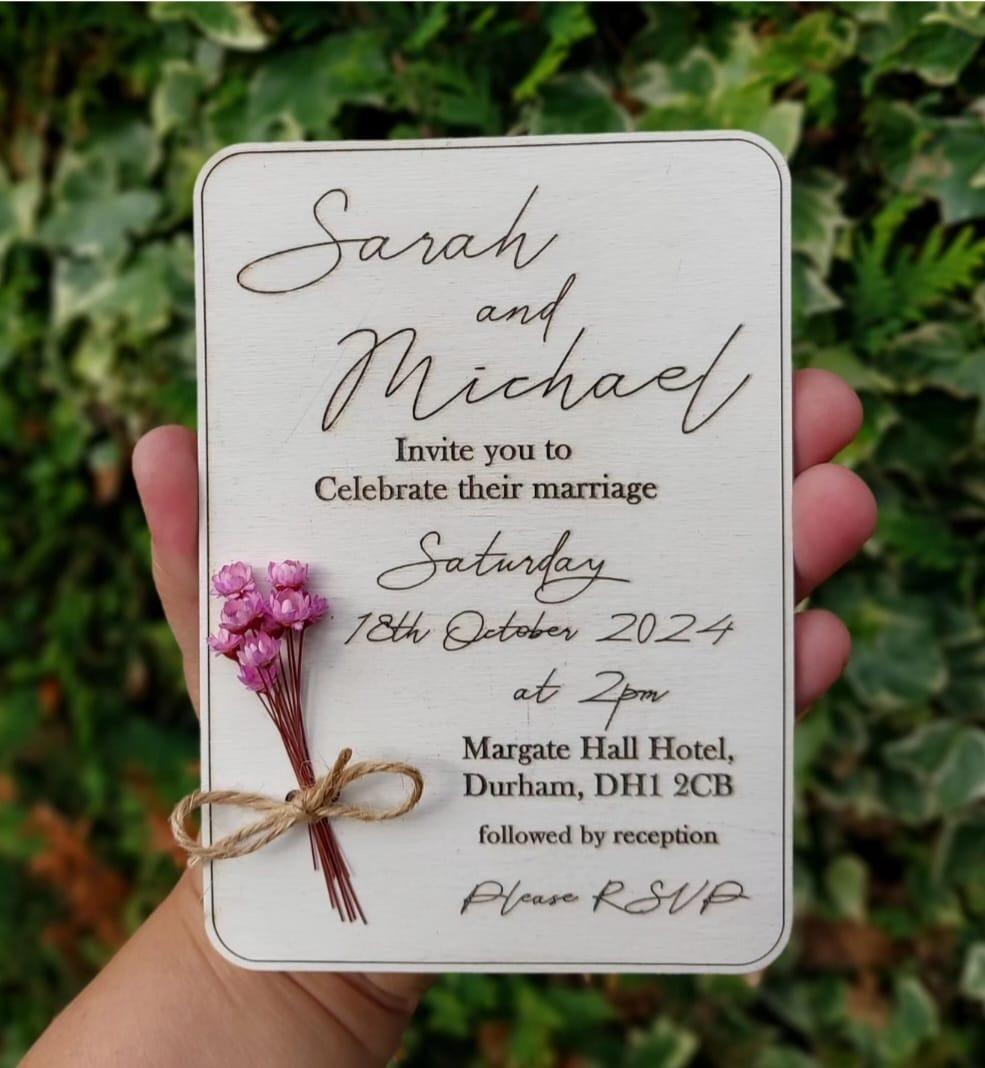 Sarah
and
Michael
Invite you to
Celebrate their marriage
Saturday
18th October 2024
at 2pm
Margate Hall Hotel,
Durham, DH1 2CB
followed by reception
Please RSVP